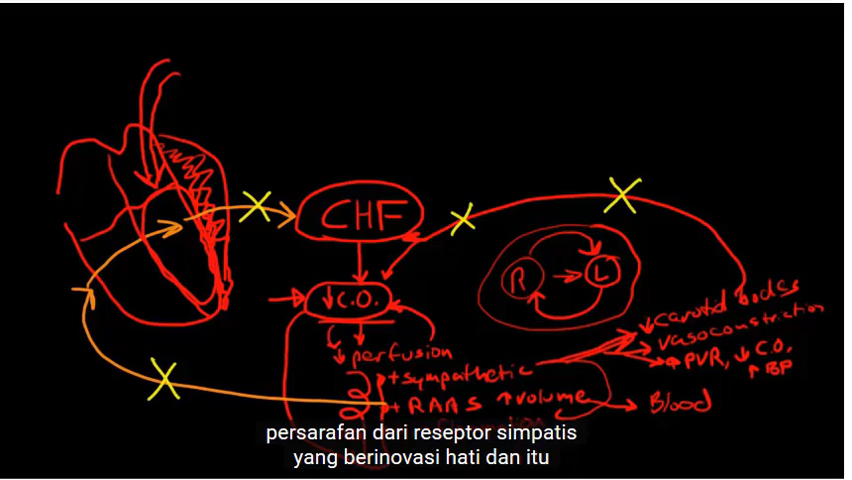 CHF
↓ C.O.
R → L
↓ perfusion
+ sympathetic
+ RAAS ↑ volume
↓ carotid bodies
vasoconstriction
↑ PVR, ↓ C.O.
↑ BP
Blood
persarafan dari reseptor simpatis
yang berinovasi hati dan itu